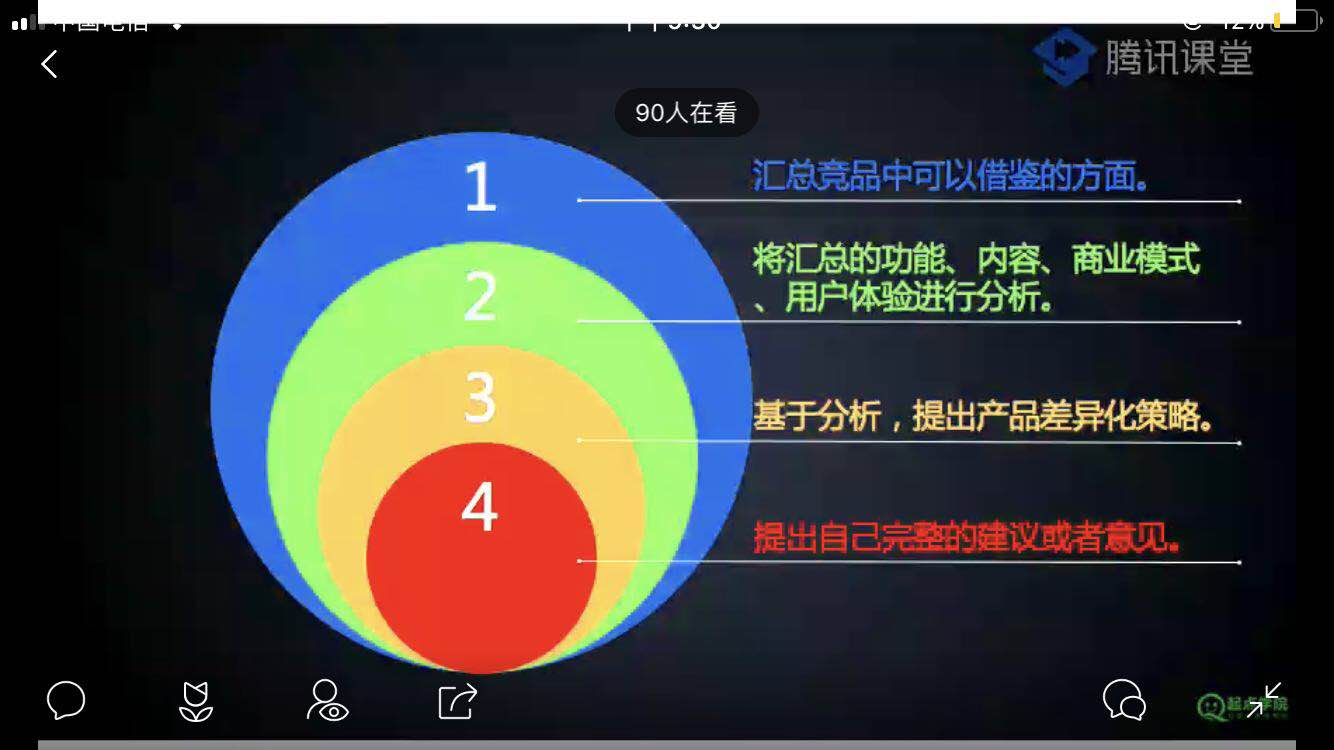 腾讯课堂
90人在看
1
汇总竞品中可以借鉴的方面。
2
将汇总的功能、内容、商业模式
、用户体验进行分析。
3
基于分析，提出产品差异化策略。
4
提出自己完整的建议或者意见。
起点学院